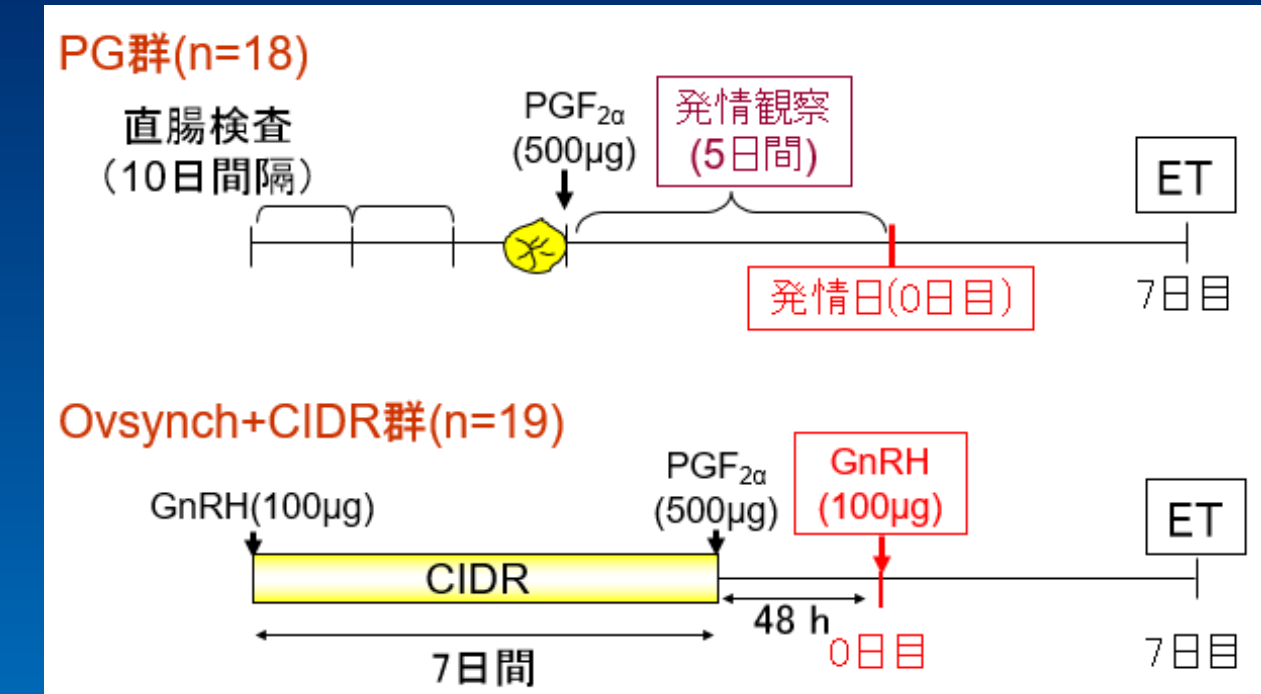 PG群(n=18)
直腸検査
（10日間隔）
PGF2α
(500μg)
発情観察
(5日間)
ET
発情日(0日目)
7日目
Ovsynch+CIDR群(n=19)
GnRH(100μg)
PGF2α
(500μg)
GnRH
(100μg)
ET
CIDR
48 h
7日間
0日目
7日目